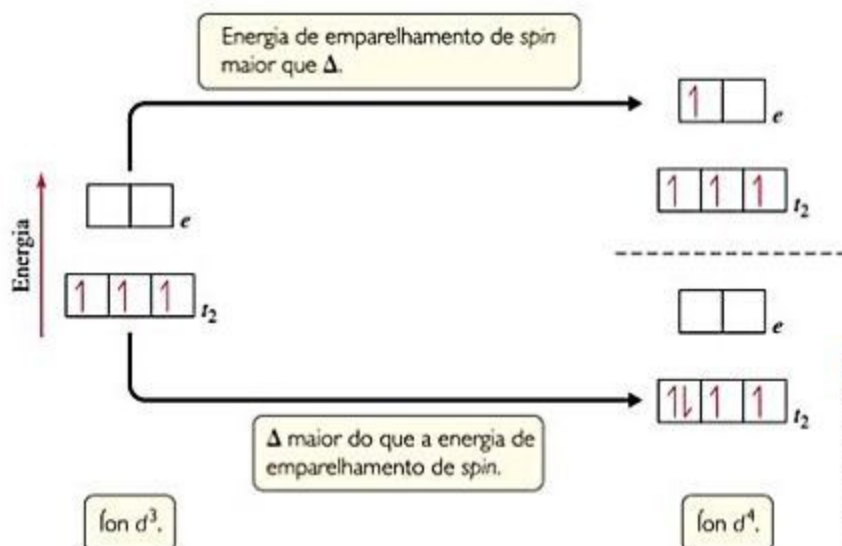 Energia de emparelhamento de spin
maior que Δ.
e
t₂
Energia
e
t₂
e
t₂
Δ maior do que a energia de
emparelhamento de spin.
Íon d³.
Íon d⁴.